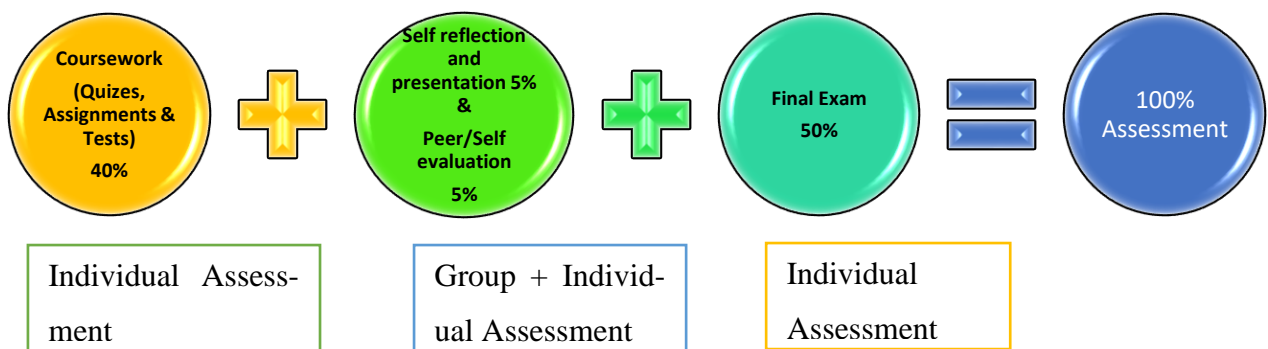 Coursework
(Quizes,
Assignments &
Tests)
40%
Self reflection
and
presentation 5%
&
Peer/Self
evaluation
5%
Final Exam
50%
100%
Assessment
Individual Assess-
ment
Group + Individ-
ual Assessment
Individual
Assessment